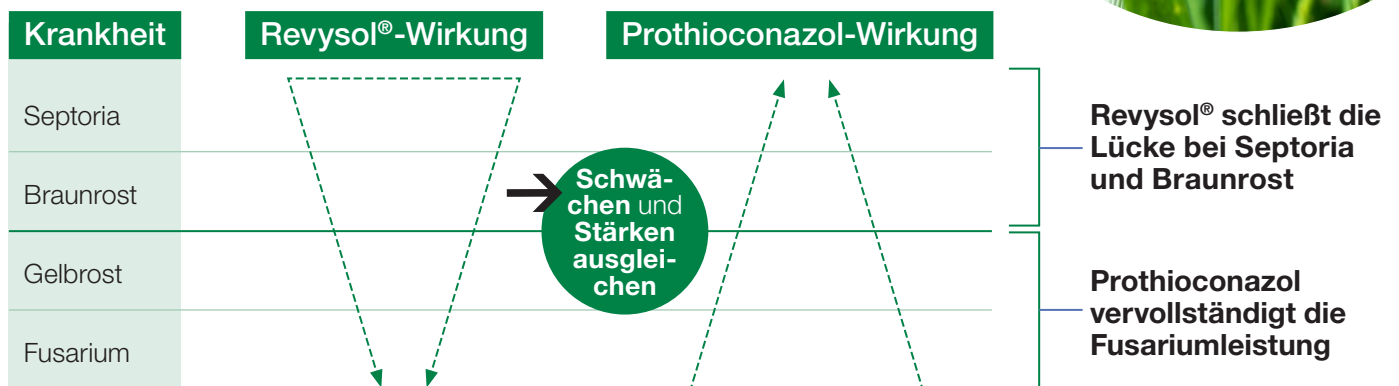 Krankheit
Revysol®-Wirkung
Prothioconazol-Wirkung
Septoria
Braunrost
Gelbrost
Fusarium
Schwä-
chen und
Stärken
ausglei-
chen
Revysol® schließt die
Lücke bei Septoria
und Braunrost
Prothioconazol
vervollständigt die
Fusariumleistung